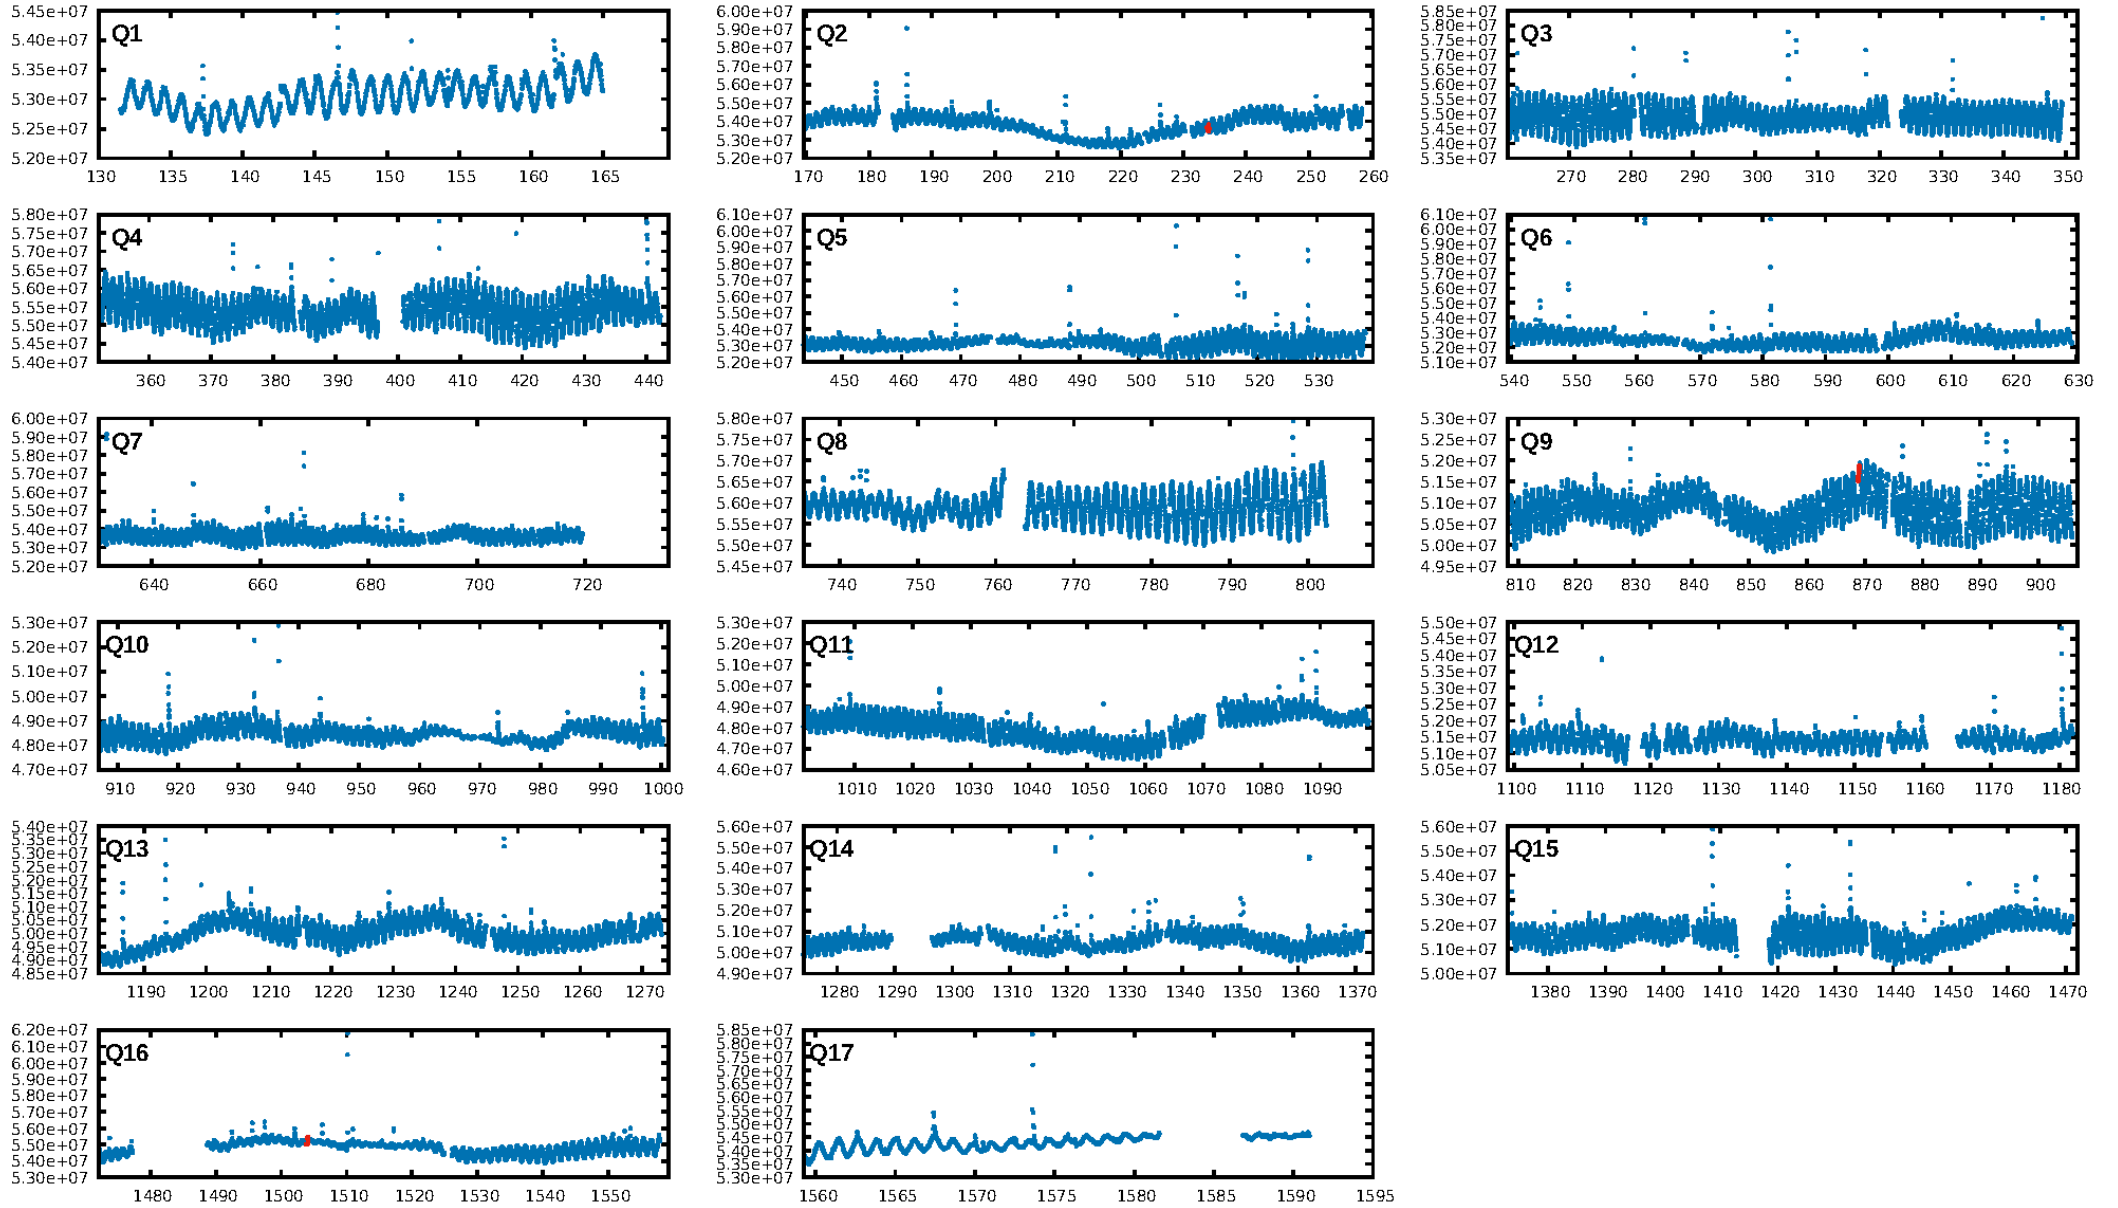 5.45e+07 5.40e+07 5.35e+07 5.30e+07 5.25e+07 5.20e+07
Q1
130 135 140 145 150 155 160 165
6.00e+07 5.90e+07 5.80e+07 5.70e+07 5.60e+07 5.50e+07 5.40e+07 5.30e+07 5.20e+07
Q2
170 180 190 200 210 220 230 240 250 260
5.85e+07 5.80e+07 5.75e+07 5.70e+07 5.65e+07 5.60e+07 5.55e+07 5.50e+07 5.45e+07 5.40e+07 5.35e+07
Q3
270 280 290 300 310 320 330 340 350
5.80e+07 5.75e+07 5.70e+07 5.65e+07 5.60e+07 5.55e+07 5.50e+07 5.45e+07 5.40e+07
Q4
360 370 380 390 400 410 420 430 440
6.10e+07 6.00e+07 5.90e+07 5.80e+07 5.70e+07 5.60e+07 5.50e+07 5.40e+07 5.30e+07 5.20e+07
Q5
450 460 470 480 490 500 510 520 530
6.10e+07 6.00e+07 5.90e+07 5.80e+07 5.70e+07 5.60e+07 5.50e+07 5.40e+07 5.30e+07 5.20e+07 5.10e+07
Q6
540 550 560 570 580 590 600 610 620 630
6.00e+07 5.90e+07 5.80e+07 5.70e+07 5.60e+07 5.50e+07 5.40e+07 5.30e+07 5.20e+07
Q7
640 660 680 700 720
5.80e+07 5.75e+07 5.70e+07 5.65e+07 5.60e+07 5.55e+07 5.50e+07 5.45e+07
Q8
740 750 760 770 780 790 800
5.30e+07 5.25e+07 5.20e+07 5.15e+07 5.10e+07 5.05e+07 5.00e+07 4.95e+07
Q9
810 820 830 840 850 860 870 880 890 900
5.30e+07 5.20e+07 5.10e+07 5.00e+07 4.90e+07 4.80e+07 4.70e+07
Q10
910 920 930 940 950 960 970 980 990 1000
5.30e+07 5.20e+07 5.10e+07 5.00e+07 4.90e+07 4.80e+07 4.70e+07 4.60e+07
Q11
1010 1020 1030 1040 1050 1060 1070 1080 1090
5.50e+07 5.45e+07 5.40e+07 5.35e+07 5.30e+07 5.25e+07 5.20e+07 5.15e+07 5.10e+07 5.05e+07
Q12
1100 1110 1120 1130 1140 1150 1160 1170 1180
5.40e+07 5.35e+07 5.30e+07 5.25e+07 5.20e+07 5.15e+07 5.10e+07 5.05e+07 5.00e+07 4.95e+07 4.90e+07 4.85e+07
Q13
1190 1200 1210 1220 1230 1240 1250 1260 1270
5.60e+07 5.50e+07 5.40e+07 5.30e+07 5.20e+07 5.10e+07 5.00e+07 4.90e+07
Q14
1280 1290 1300 1310 1320 1330 1340 1350 1360 1370
5.60e+07 5.50e+07 5.40e+07 5.30e+07 5.20e+07 5.10e+07 5.00e+07
Q15
1380 1390 1400 1410 1420 1430 1440 1450 1460 1470
6.20e+07 6.10e+07 6.00e+07 5.90e+07 5.80e+07 5.70e+07 5.60e+07 5.50e+07 5.40e+07 5.30e+07
Q16
1480 1490 1500 1510 1520 1530 1540 1550
5.85e+07 5.80e+07 5.75e+07 5.70e+07 5.65e+07 5.60e+07 5.55e+07 5.50e+07 5.45e+07 5.40e+07 5.35e+07 5.30e+07
Q17
1560 1565 1570 1575 1580 1585 1590 1595